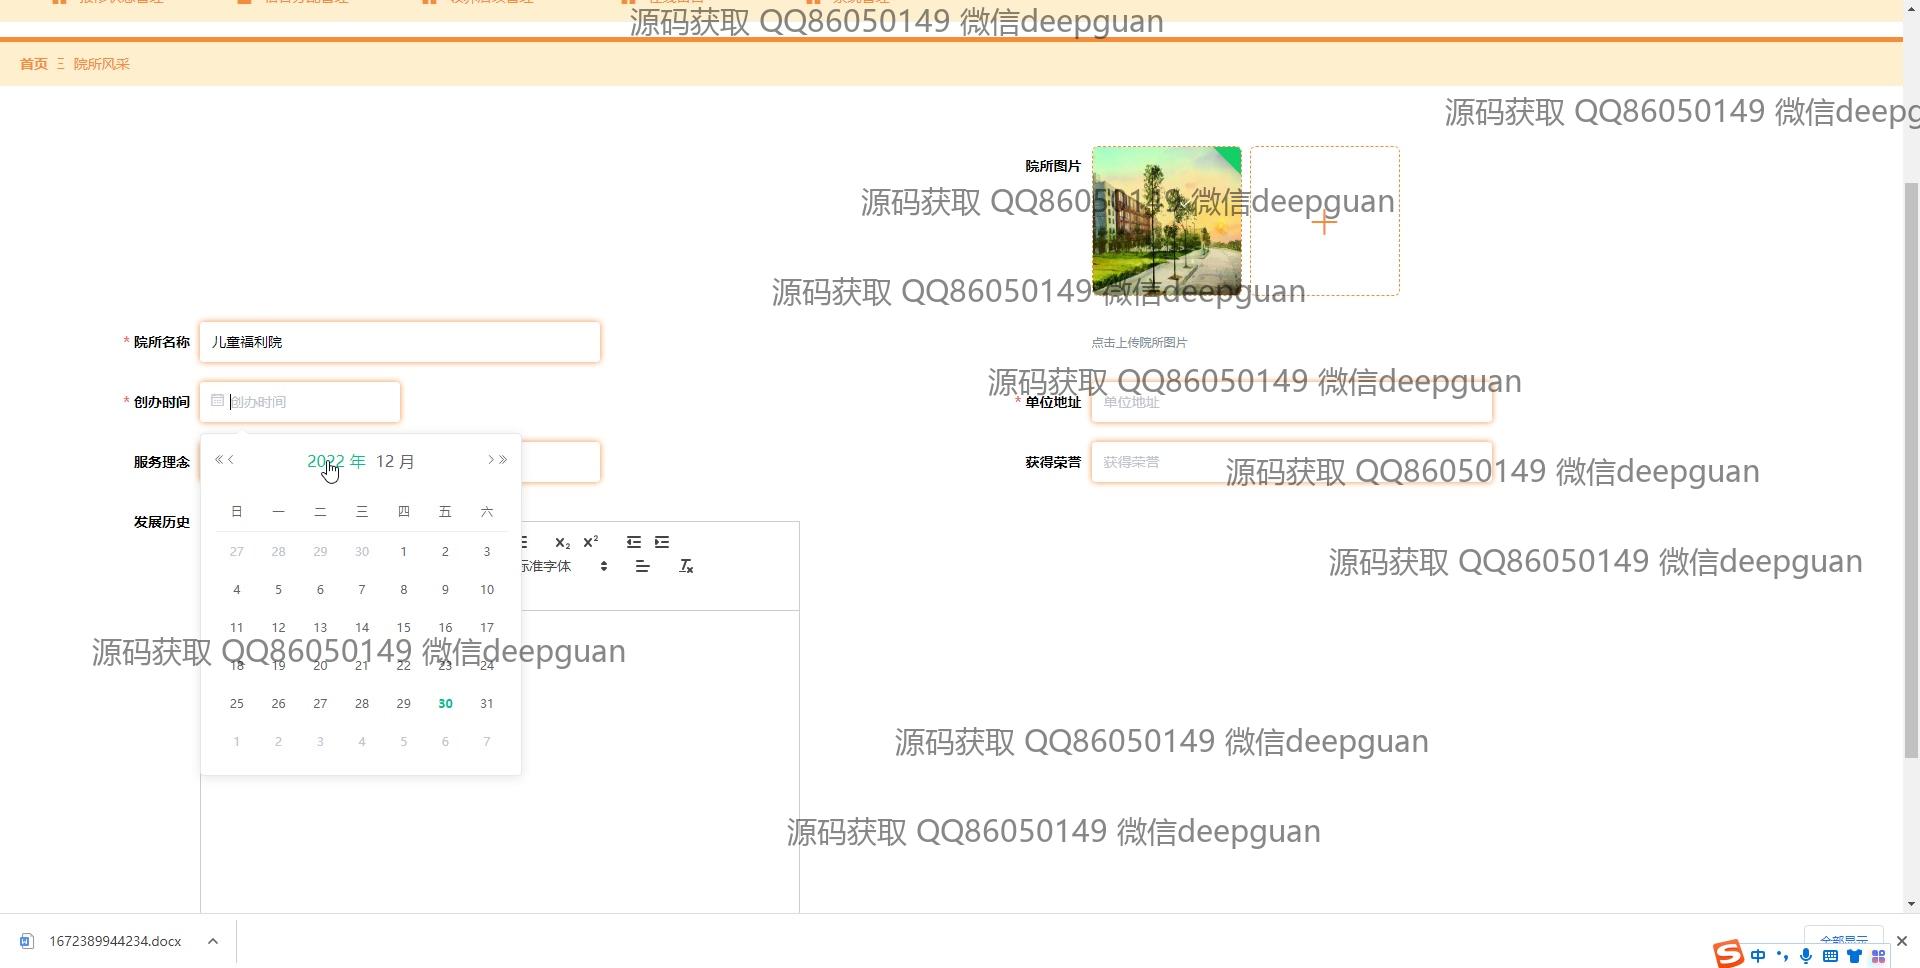 源码获取 QQ86050149 微信deepguan
首页 Ξ 院所风采
源码获取 QQ86050149 微信deepg
院所图片
源码获取 QQ86050149 微信deepguan
源码获取 QQ86050149 微信deepguan
* 院所名称 儿童福利院
点击上传院所图片
源码获取 QQ86050149 微信deepguan
* 创办时间 创办时间
* 单位地址 单位地址
服务理念
2022 年 12 月
获得荣誉 获得荣誉
源码获取 QQ86050149 微信deepguan
发展历史
日 一 二 三 四 五 六
27 28 29 30 1 2 3
标准字体
源码获取 QQ86050149 微信deepguan
4 5 6 7 8 9 10
11 12 13 14 15 16 17
源码获取 QQ86050149 微信deepguan
18 19 20 21 22 23 24
25 26 27 28 29 30 31
1 2 3 4 5 6 7
源码获取 QQ86050149 微信deepguan
源码获取 QQ86050149 微信deepguan
1672389944234.docx
全部显示
中